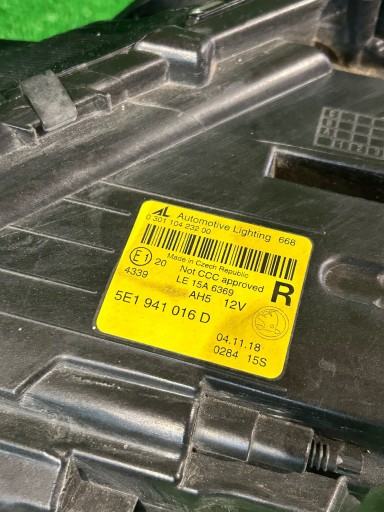 AL Automotive Lighting 668
0 301 104 232 00
Made in Czech Republic
E1 20 Not CCC approved
4339 LE 15A 6369 R
AH5 12V
5E1 941 016 D
04.11.18
0284 15S